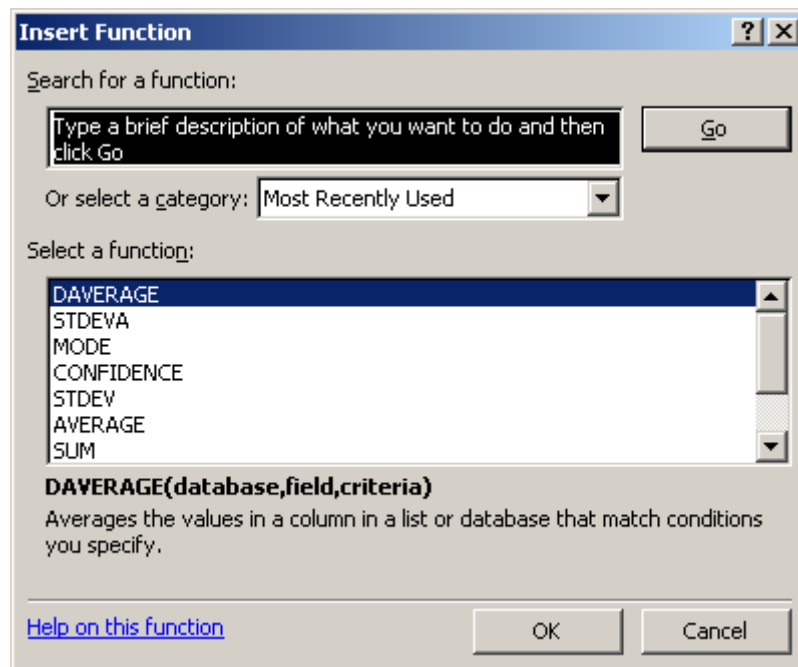 Insert Function
Search for a function:
Type a brief description of what you want to do and then
click Go
Go
Or select a category: Most Recently Used
Select a function:
DAVERAGE
STDEVA
MODE
CONFIDENCE
STDEV
AVERAGE
SUM
DAVERAGE(database,field,criteria)
Averages the values in a column in a list or database that match conditions
you specify.
Help on this function
OK
Cancel